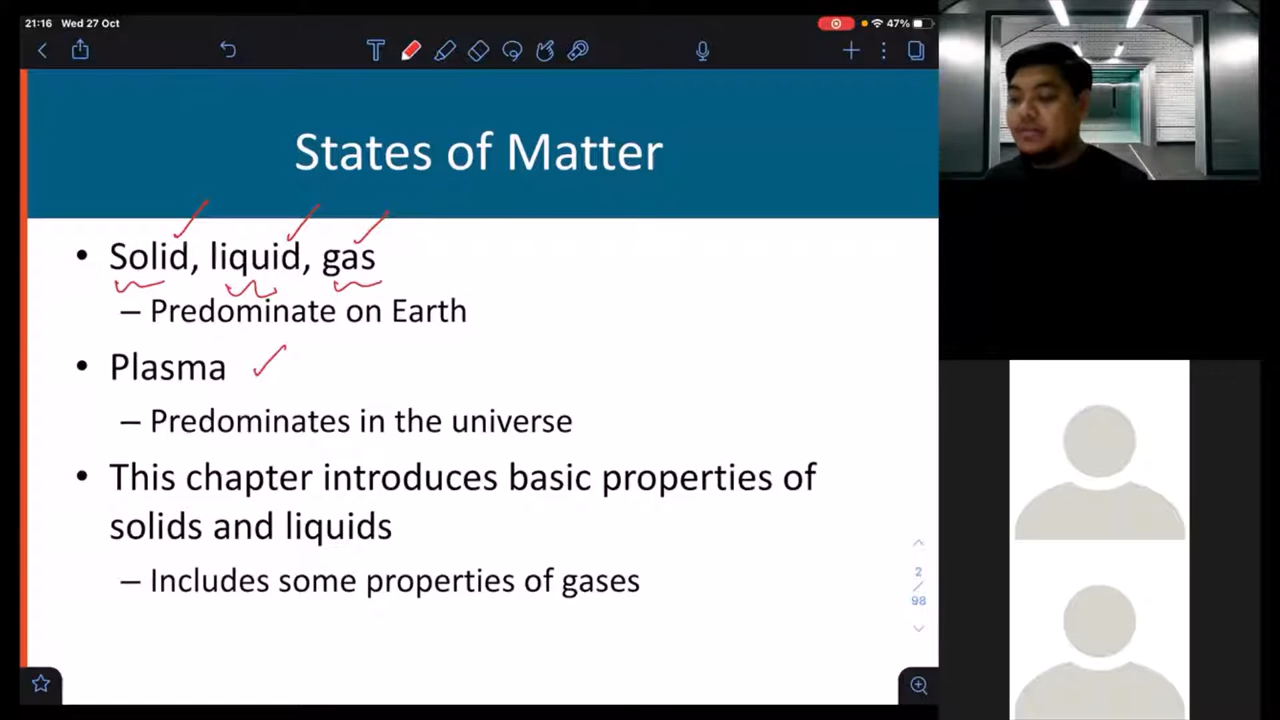 21:16 Wed 27 Oct
47%
T
States of Matter
• Solid, liquid, gas
– Predominate on Earth
• Plasma
– Predominates in the universe
• This chapter introduces basic properties of
solids and liquids
– Includes some properties of gases
2
/
98